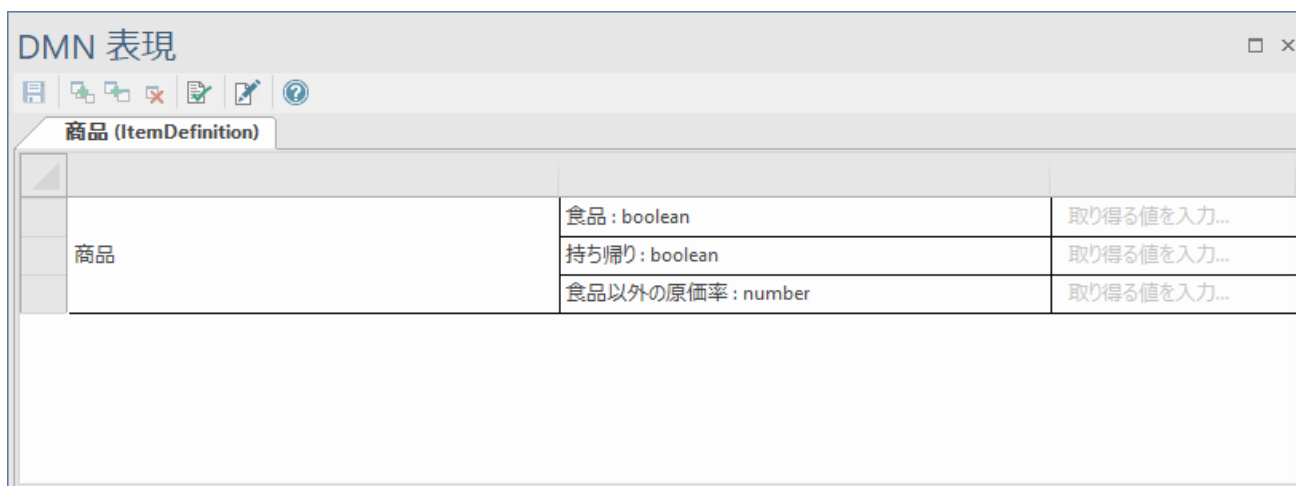 DMN 表現
商品 (ItemDefinition)
商品
食品 : boolean
取り得る値を入力...
持ち帰り : boolean
取り得る値を入力...
食品以外の原価率 : number
取り得る値を入力...